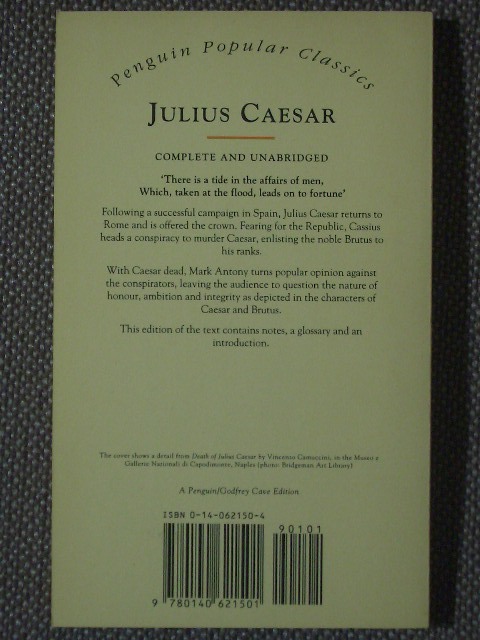 Penguin Popular Classics
JULIUS CAESAR
COMPLETE AND UNABRIDGED
‘There is a tide in the affairs of men,
Which, taken at the flood, leads on to fortune’
Following a successful campaign in Spain, Julius Caesar returns to
Rome and is offered the crown. Fearing for the Republic, Cassius
heads a conspiracy to murder Caesar, enlisting the noble Brutus to
his ranks.
With Caesar dead, Mark Antony turns popular opinion against
the conspirators, leaving the audience to question the nature of
honour, ambition and integrity as depicted in the characters of
Caesar and Brutus.
This edition of the text contains notes, a glossary and an
introduction.
The cover shows a detail from Death of Julius Caesar by Vincenzo Camuccini, in the Museo e
Gallerie Nazionali di Capodimonte, Naples (photo: Bridgeman Art Library)
A Penguin/Godfrey Cave Edition
ISBN 0-14-062150-4
90101
9 780140 621501